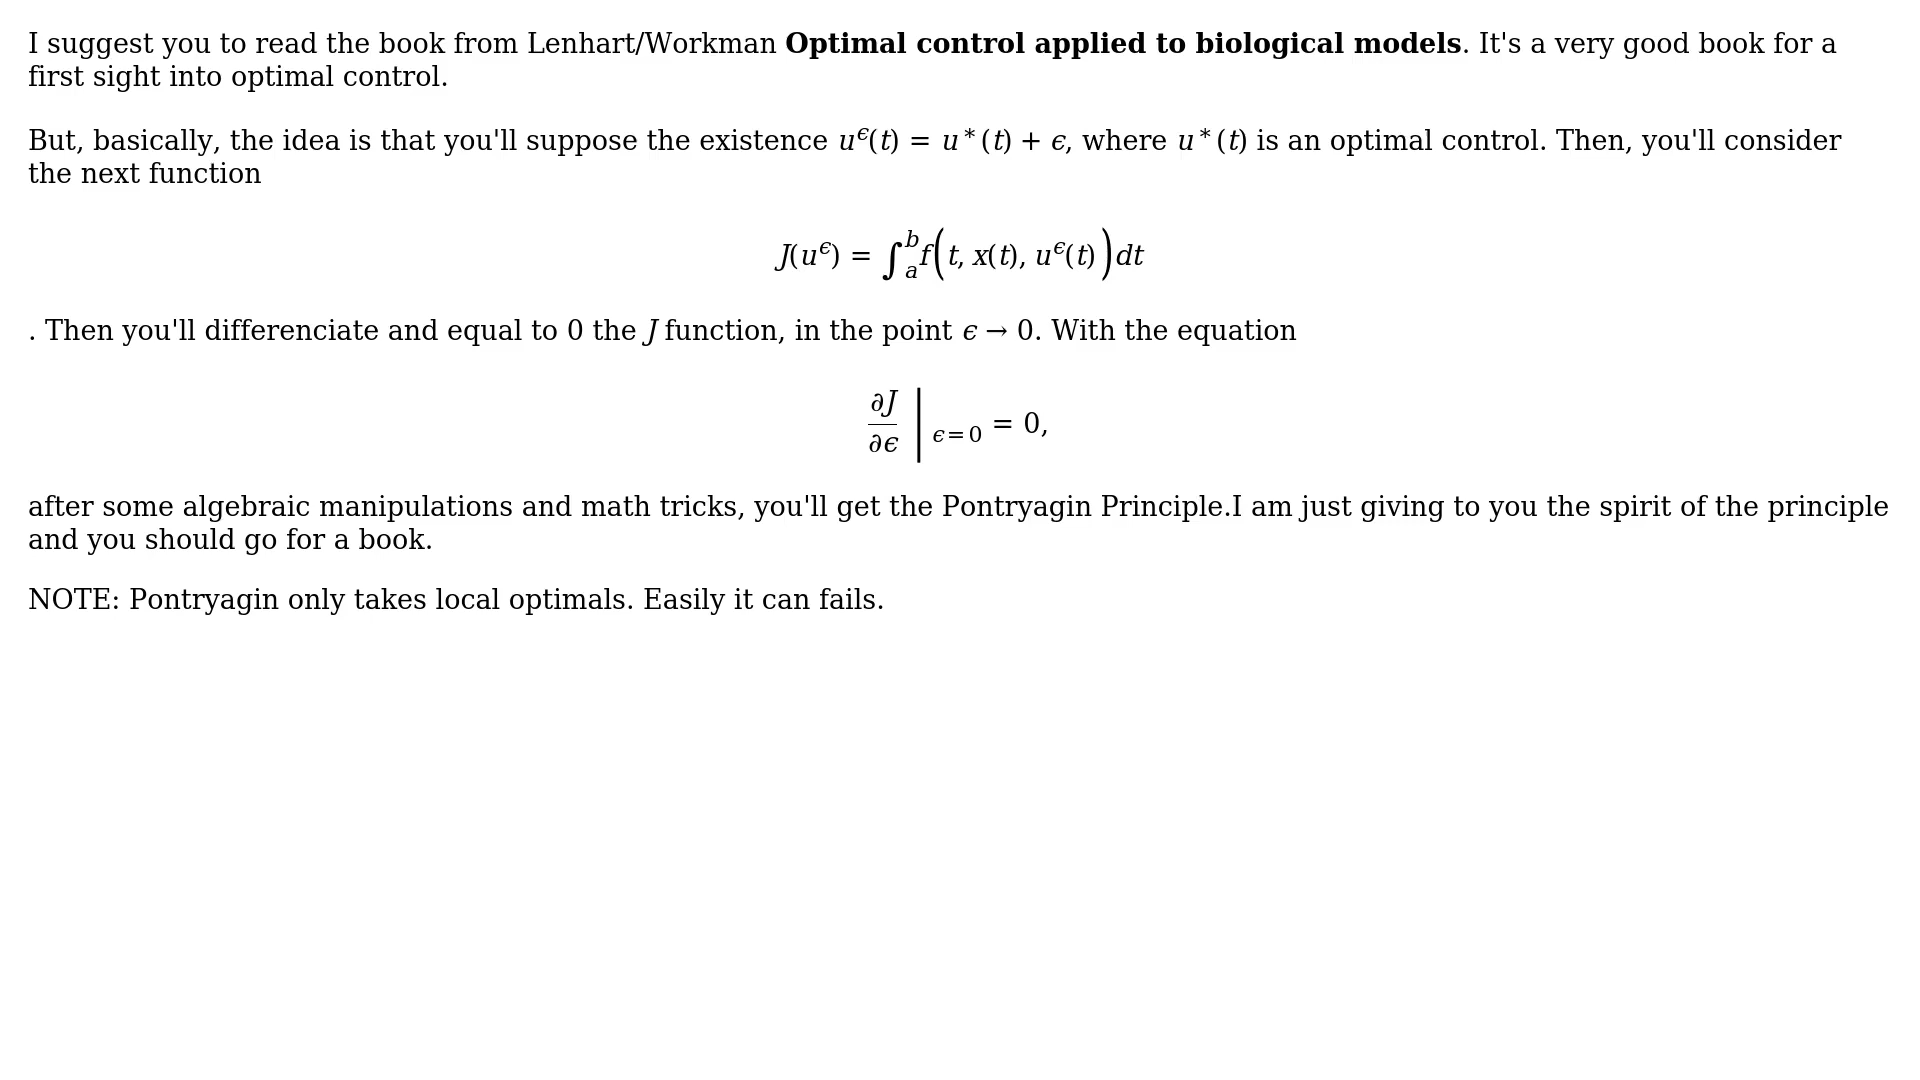 I suggest you to read the book from Lenhart/Workman Optimal control applied to biological models. It's a very good book for a
first sight into optimal control.
But, basically, the idea is that you'll suppose the existence u^ϵ(t) = u*(t) + ϵ, where u*(t) is an optimal control. Then, you'll consider
the next function
J(u^ϵ) = ∫_a^b f(t, x(t), u^ϵ(t))dt
. Then you'll differenciate and equal to 0 the J function, in the point ϵ → 0. With the equation
∂J/∂ϵ |_{ϵ=0} = 0,
after some algebraic manipulations and math tricks, you'll get the Pontryagin Principle.I am just giving to you the spirit of the principle
and you should go for a book.
NOTE: Pontryagin only takes local optimals. Easily it can fails.